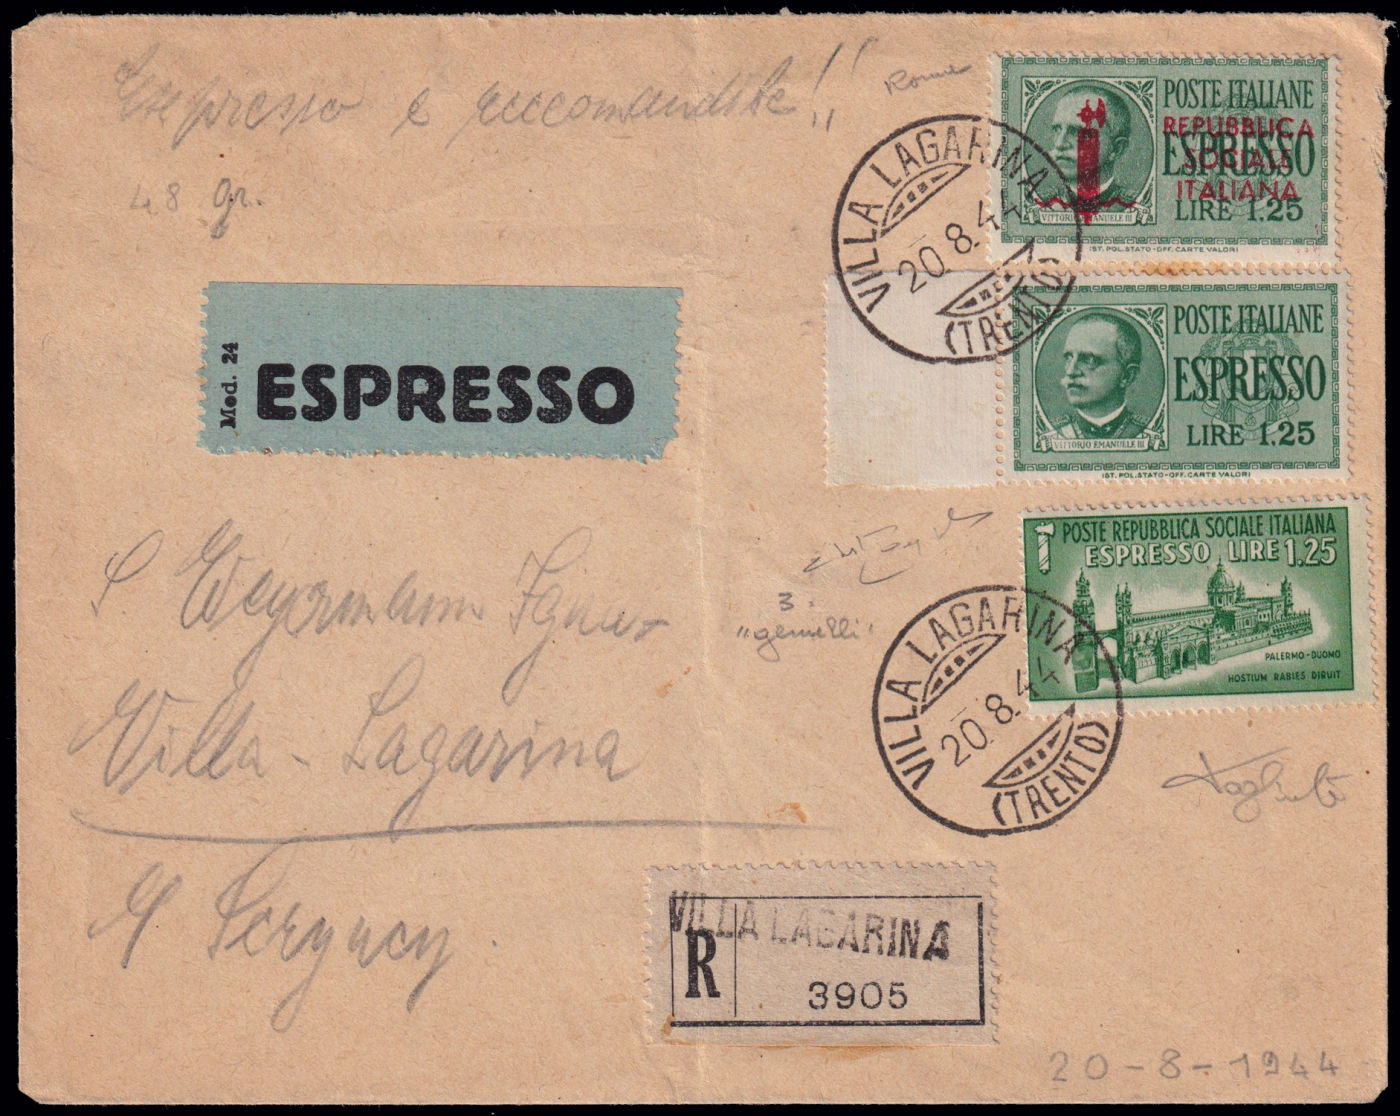 Espresso e raccomandata!!
48 gr.
POSTE ITALIANE
REPUBBLICA
ESPRESSO
SOCIALE
ITALIANA
LIRE 1.25
VITTORIO EMANUELE III
IST. POL. STATO-OFF. CARTE VALORI
VILLA LAGARINA
20.8.44
(TRENTO)
Mod. 24
ESPRESSO
POSTE ITALIANE
ESPRESSO
LIRE 1.25
VITTORIO EMANUELE III
IST. POL. STATO-OFF. CARTE VALORI
POSTE REPUBBLICA SOCIALE ITALIANA
ESPRESSO LIRE 1.25
PALERMO-DUOMO
HOSTIUM RABIES DIRUIT
3
"gemelli"
VILLA LAGARINA
20.8.44
(TRENTO)
Villa - Lagarina
VILLA LAGARINA
R
3905
20-8-1944